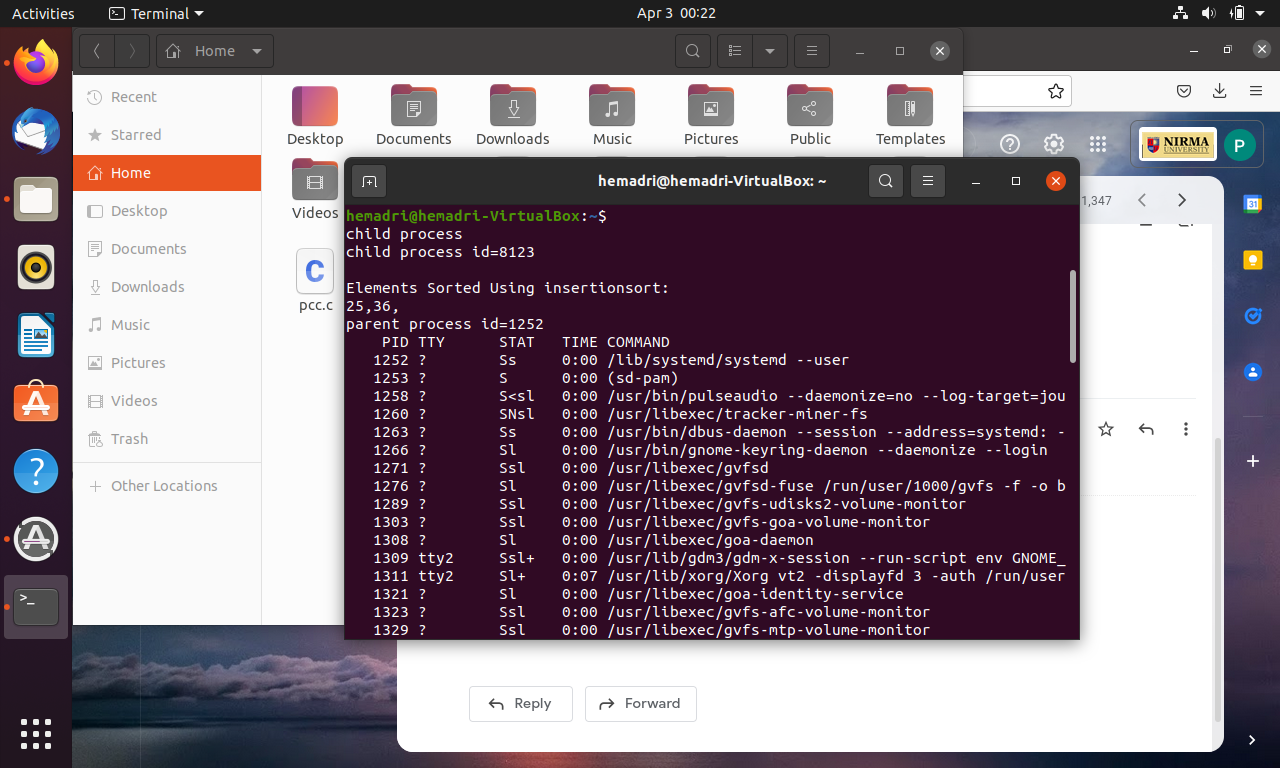 Activities
Terminal
Apr 3 00:22
Home
Recent
Starred
Home
Desktop
Documents
Downloads
Music
Pictures
Videos
Trash
Other Locations
Desktop
Documents
Downloads
Music
Pictures
Public
Templates
Videos
C
pcc.c
NIRMA
UNIVERSITY
P
1,347
31
hemadri@hemadri-VirtualBox: ~
hemadri@hemadri-VirtualBox:~$
child process
child process id=8123
Elements Sorted Using insertionsort:
25,36,
parent process id=1252
    PID TTY      STAT   TIME COMMAND
   1252 ?        Ss     0:00 /lib/systemd/systemd --user
   1253 ?        S      0:00 (sd-pam)
   1258 ?        S<sl   0:00 /usr/bin/pulseaudio --daemonize=no --log-target=jou
   1260 ?        SNsl   0:00 /usr/libexec/tracker-miner-fs
   1263 ?        Ss     0:00 /usr/bin/dbus-daemon --session --address=systemd: -
   1266 ?        Sl     0:00 /usr/bin/gnome-keyring-daemon --daemonize --login
   1271 ?        Ssl    0:00 /usr/libexec/gvfsd
   1276 ?        Sl     0:00 /usr/libexec/gvfsd-fuse /run/user/1000/gvfs -f -o b
   1289 ?        Ssl    0:00 /usr/libexec/gvfs-udisks2-volume-monitor
   1303 ?        Ssl    0:00 /usr/libexec/gvfs-goa-volume-monitor
   1308 ?        Sl     0:00 /usr/libexec/goa-daemon
   1309 tty2     Ssl+   0:00 /usr/lib/gdm3/gdm-x-session --run-script env GNOME_
   1311 tty2     Sl+    0:07 /usr/lib/xorg/Xorg vt2 -displayfd 3 -auth /run/user
   1321 ?        Sl     0:00 /usr/libexec/goa-identity-service
   1323 ?        Ssl    0:00 /usr/libexec/gvfs-afc-volume-monitor
   1329 ?        Ssl    0:00 /usr/libexec/gvfs-mtp-volume-monitor
Reply
Forward